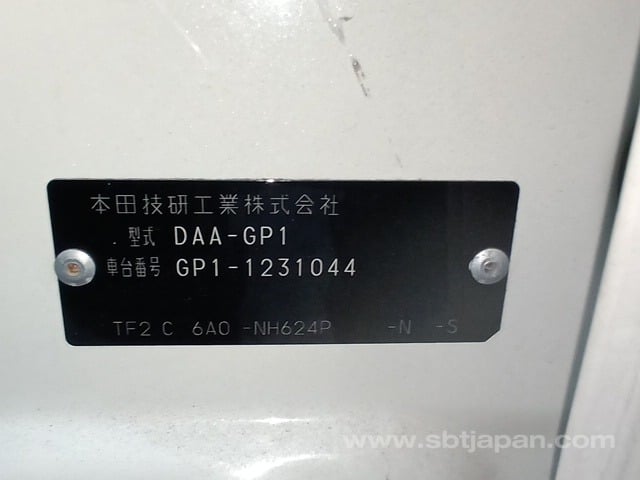 本田技研工業株式会社
型式 DAA-GP1
車台番号 GP1-1231044
TF2 C 6A0 -NH624P -N -S
www.sbtjapan.com